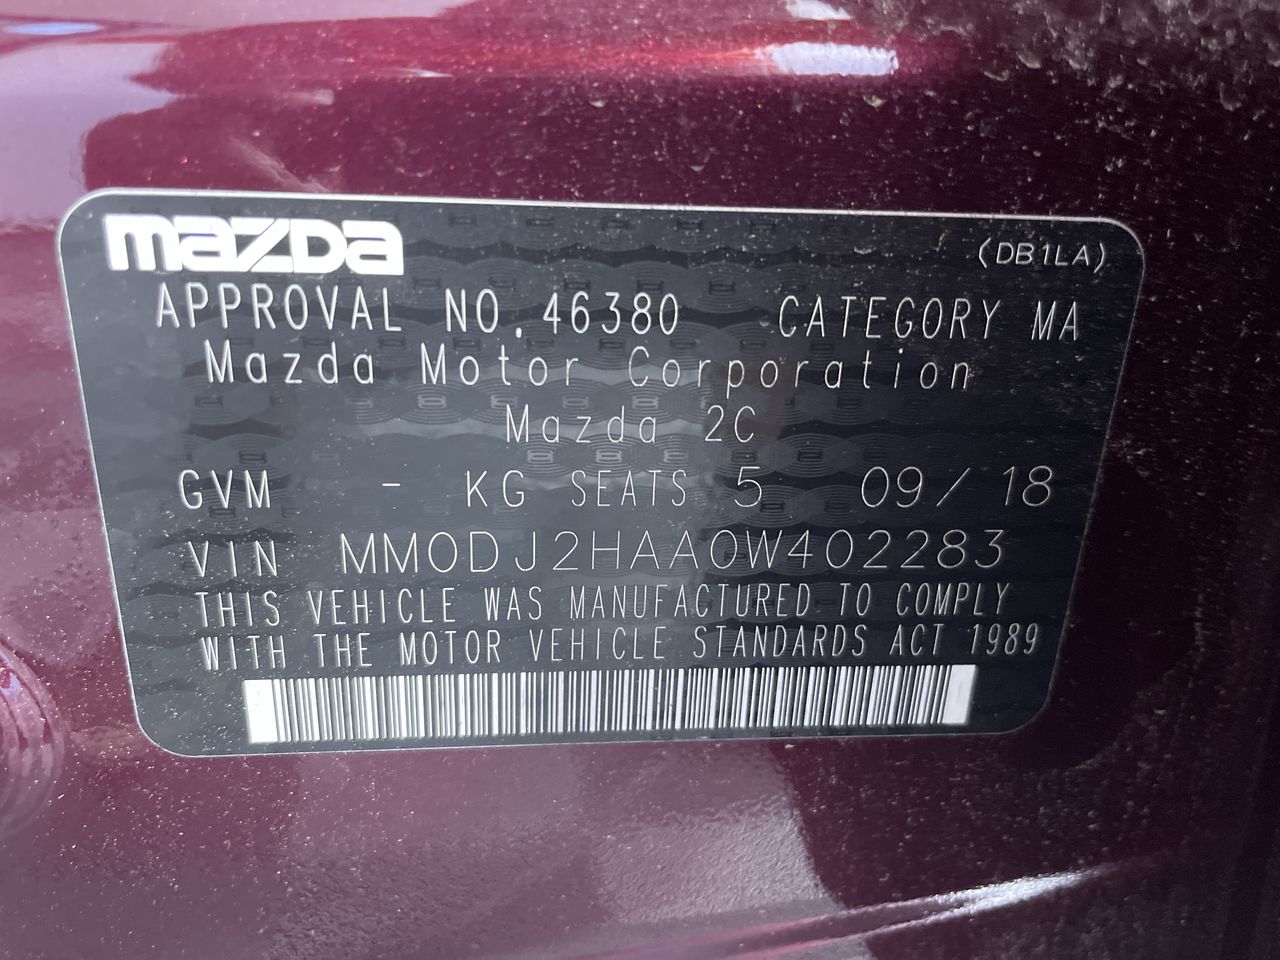 mazDa
(DB1LA)
APPROVAL NO.46380 CATEGORY MA
Mazda Motor Corporation
Mazda 2C
GVM - KG SEATS 5 09/18
VIN MM0DJ2HAA0W402283
THIS VEHICLE WAS MANUFACTURED TO COMPLY
WITH THE MOTOR VEHICLE STANDARDS ACT 1989